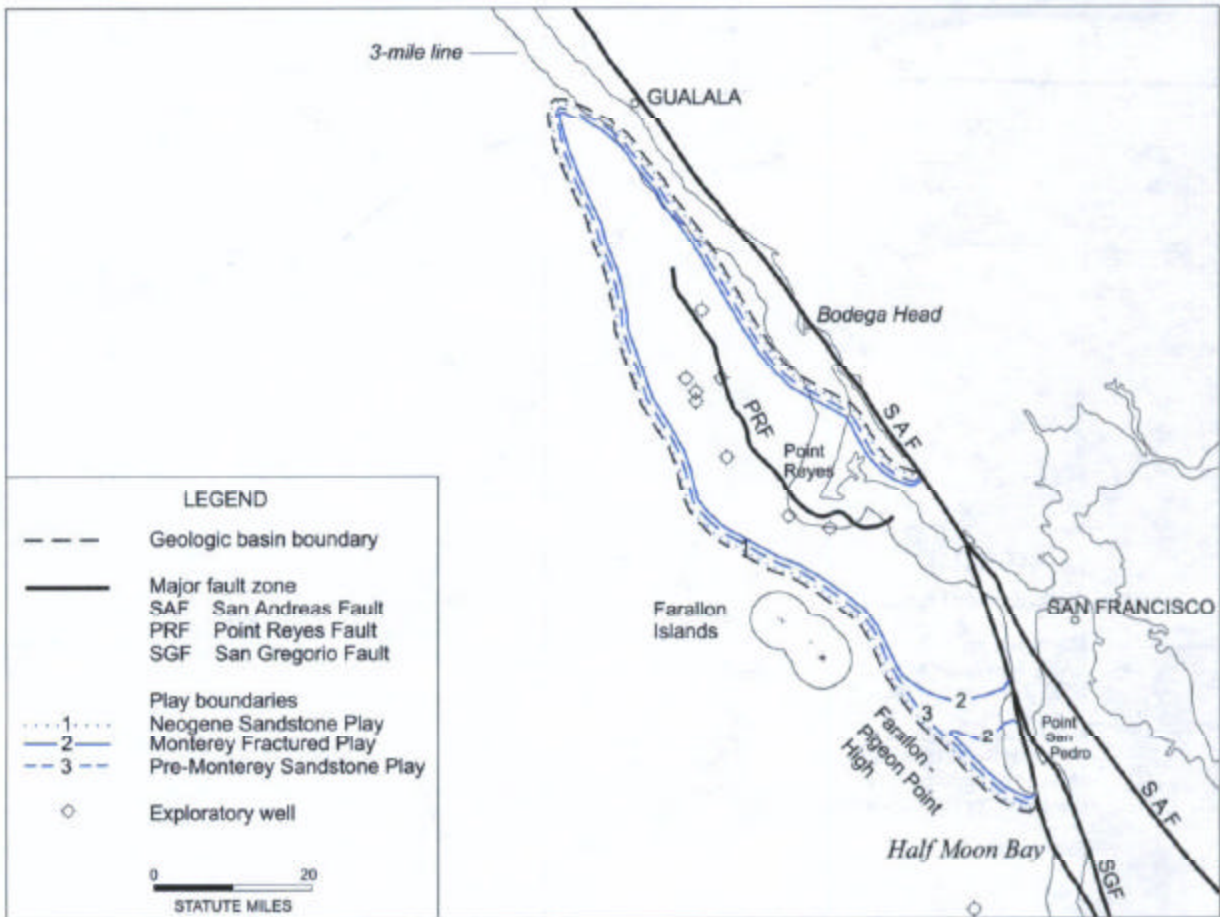 3-mile line
GUALALA
Bodega Head
SAF
PRF
Point
Reyes
1
Farallon
Islands
SAN FRANCISCO
2
3
2
Point
San
Pedro
Farallon -
Pigeon Point
High
SAF
Half Moon Bay
SGF
LEGEND
Geologic basin boundary
Major fault zone
SAF San Andreas Fault
PRF Point Reyes Fault
SGF San Gregorio Fault
Play boundaries
1 Neogene Sandstone Play
2 Monterey Fractured Play
3 Pre-Monterey Sandstone Play
Exploratory well
0 20
STATUTE MILES